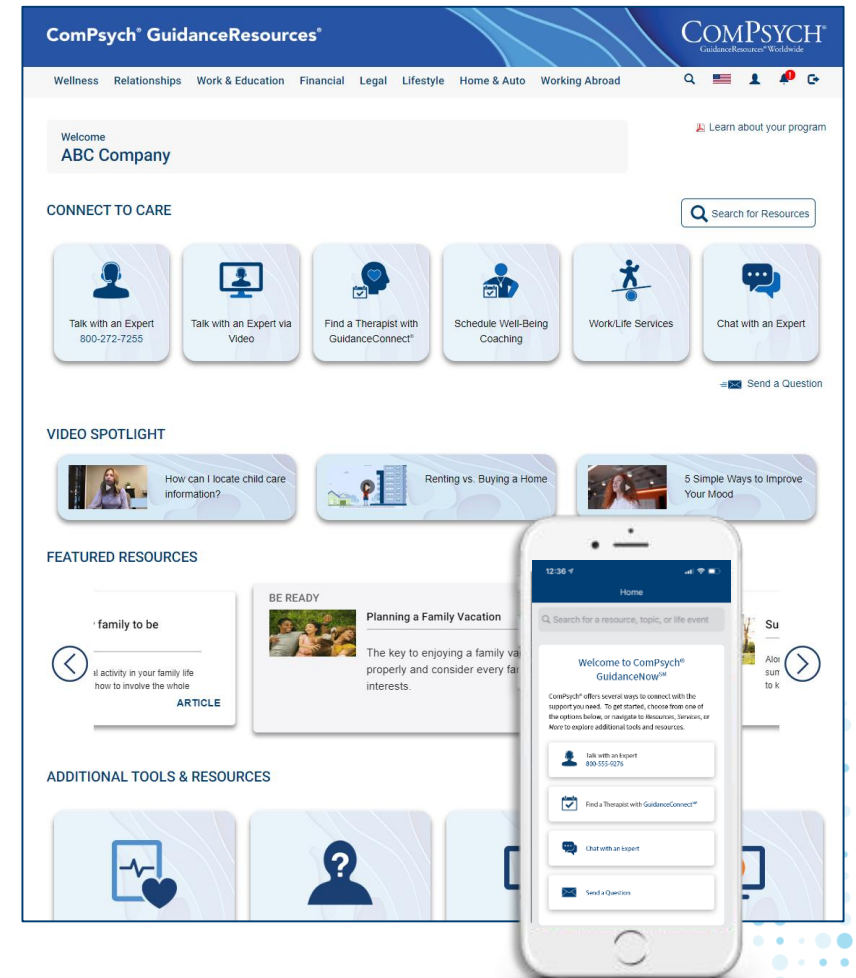 ComPsych® GuidanceResources®
COMPSYCH®
GuidanceResources® Worldwide
Wellness Relationships Work & Education Financial Legal Lifestyle Home & Auto Working Abroad
Welcome
ABC Company
Learn about your program
CONNECT TO CARE
Search for Resources
Talk with an Expert
800-272-7255
Talk with an Expert via
Video
Find a Therapist with
GuidanceConnect®
Schedule Well-Being
Coaching
Work/Life Services
Chat with an Expert
Send a Question
VIDEO SPOTLIGHT
How can I locate child care
information?
Renting vs. Buying a Home
5 Simple Ways to Improve
Your Mood
FEATURED RESOURCES
family to be
al activity in your family life
how to involve the whole
ARTICLE
BE READY
Planning a Family Vacation
The key to enjoying a family va
properly and consider every far
interests.
Su
Alor
sum
to k
ADDITIONAL TOOLS & RESOURCES
12:36
Home
Search for a resource, topic, or life event
Welcome to ComPsych®
GuidanceNow℠
ComPsych® offers several ways to connect with the
support you need. To get started, choose from one of
the options below, or navigate to Resources, Services, or
More to explore additional tools and resources.
Talk with an Expert
800-555-9276
Find a Therapist with GuidanceConnect℠
Chat with an Expert
Send a Question